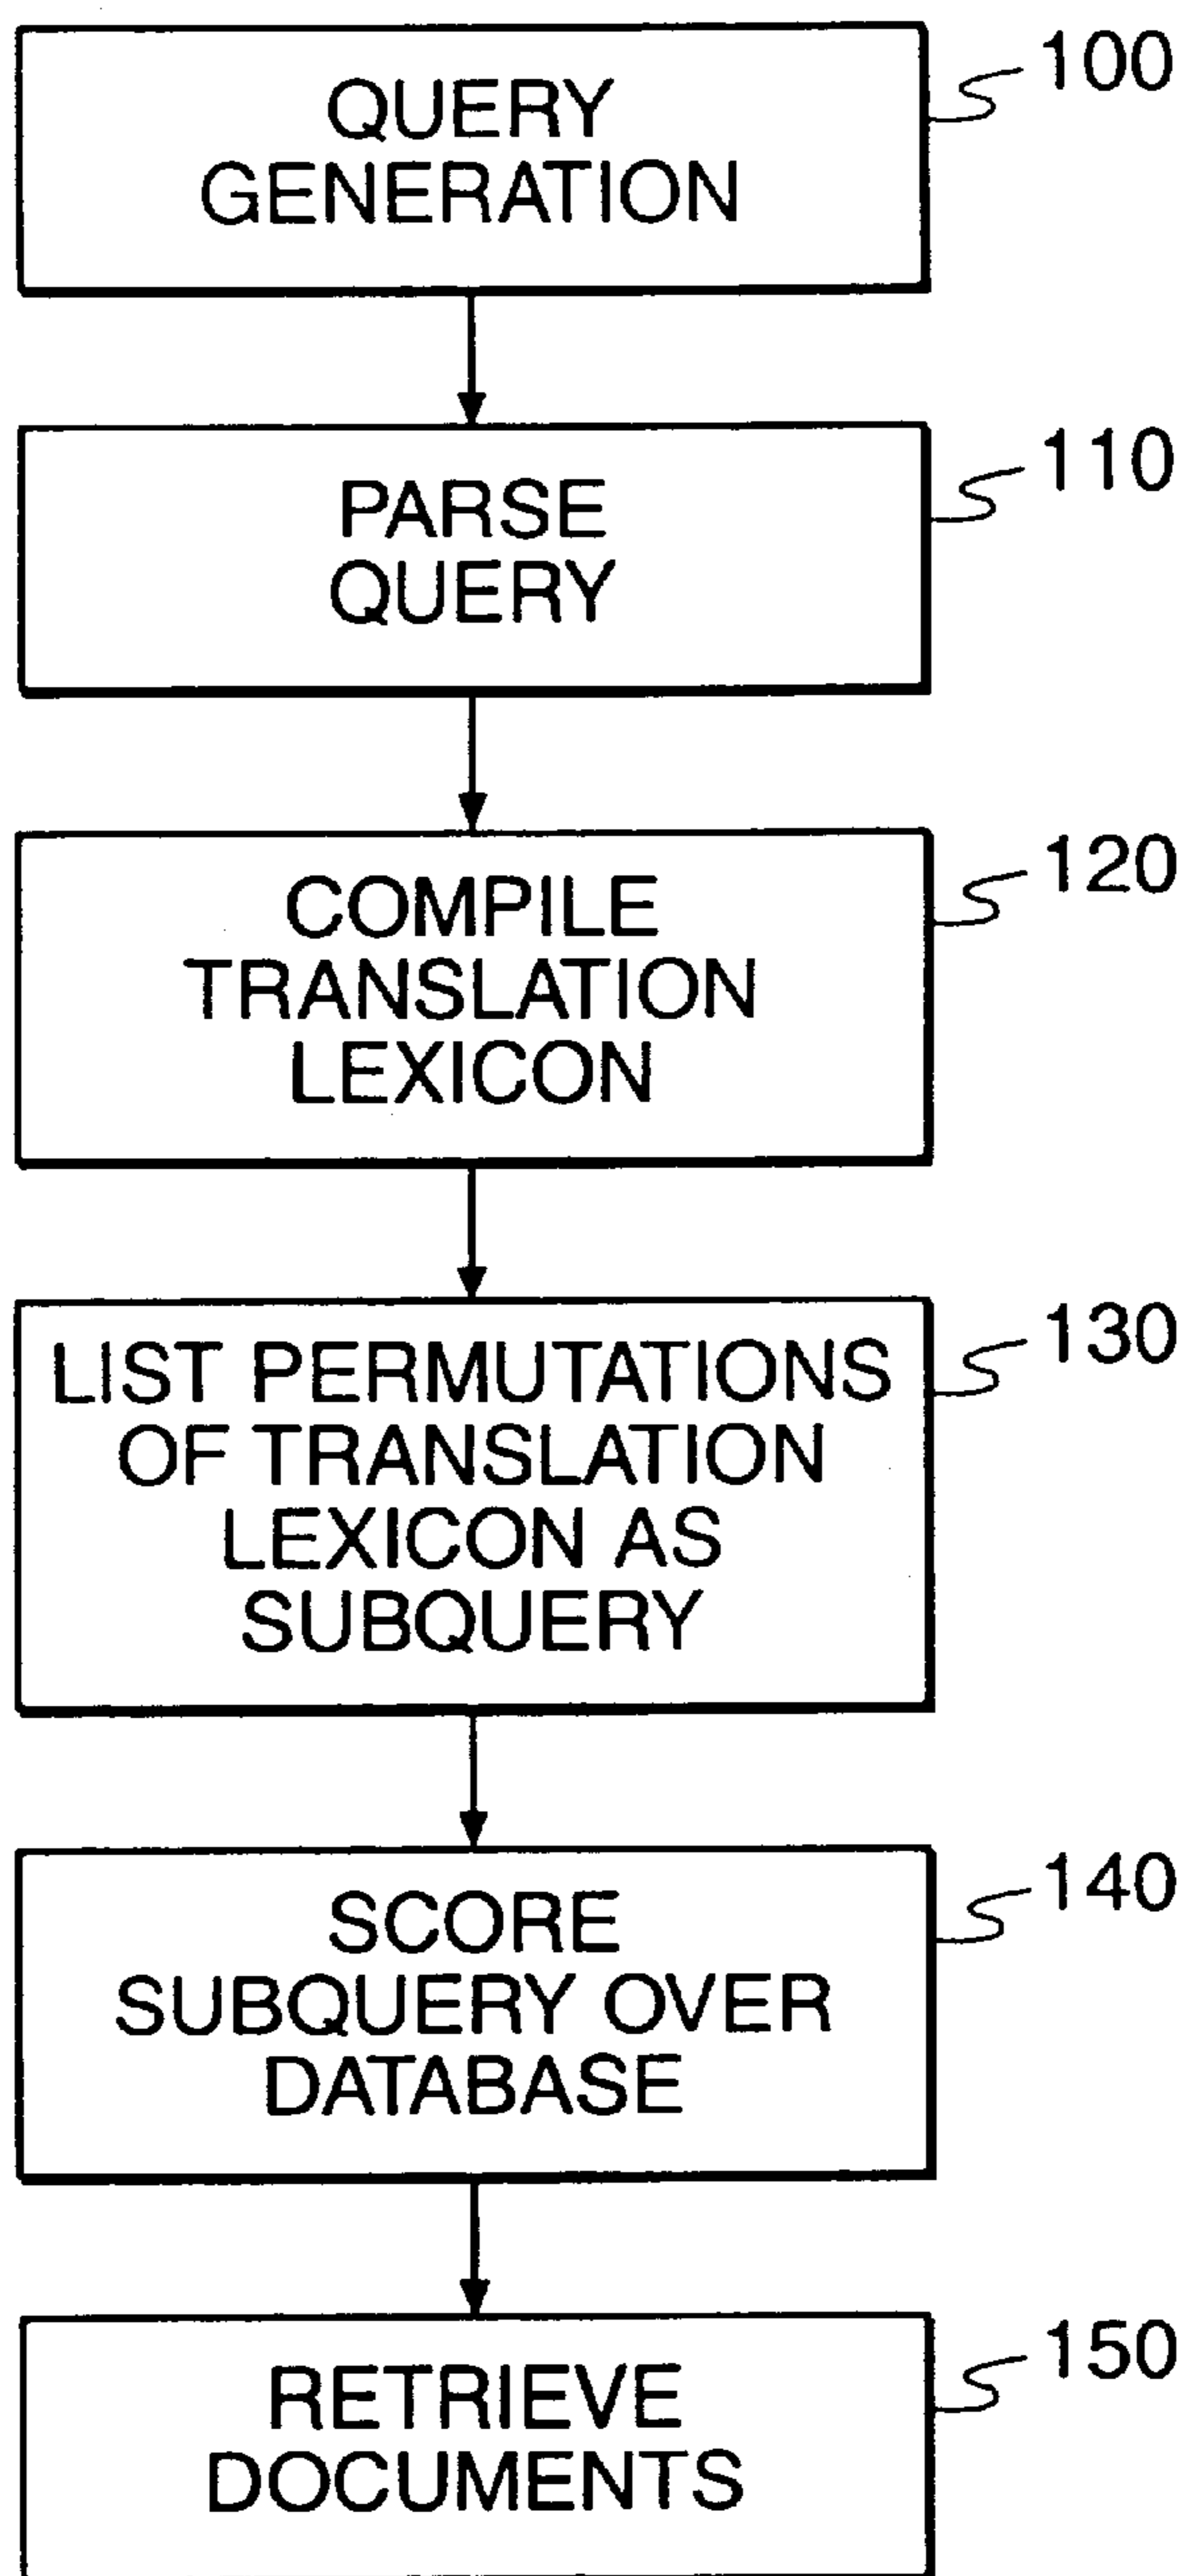 100
QUERY
GENERATION
110
PARSE
QUERY
120
COMPILE
TRANSLATION
LEXICON
130
LIST PERMUTATIONS
OF TRANSLATION
LEXICON AS
SUBQUERY
140
SCORE
SUBQUERY OVER
DATABASE
150
RETRIEVE
DOCUMENTS